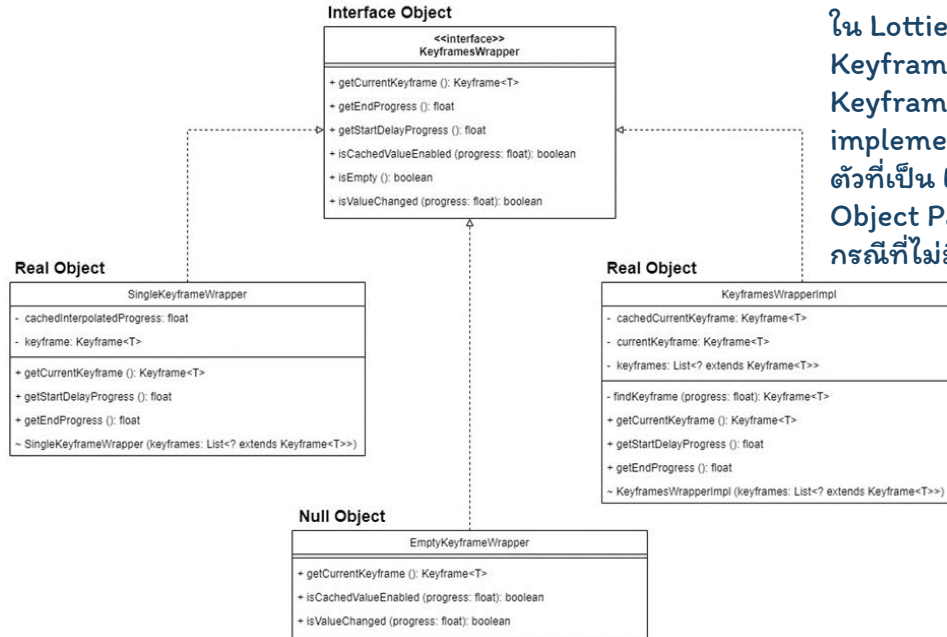 Interface Object
<<interface>>
KeyframesWrapper
+ getCurrentKeyframe (): Keyframe<T>
+ getEndProgress (): float
+ getStartDelayProgress (): float
+ isCachedValueEnabled (progress: float): boolean
+ isEmpty (): boolean
+ isValueChanged (progress: float): boolean
ใน Lottie
Keyfram
Keyfram
impleme
ตัวที่เป็น
Object P
กรณีที่ไม่
Real Object
SingleKeyframeWrapper
- cachedInterpolatedProgress: float
- keyframe: Keyframe<T>
+ getCurrentKeyframe (): Keyframe<T>
+ getStartDelayProgress (): float
+ getEndProgress (): float
~ SingleKeyframeWrapper (keyframes: List<? extends Keyframe<T>>)
Real Object
KeyframesWrapperImpl
- cachedCurrentKeyframe: Keyframe<T>
- currentKeyframe: Keyframe<T>
- keyframes: List<? extends Keyframe<T>>
- findKeyframe (progress: float): Keyframe<T>
+ getCurrentKeyframe (): Keyframe<T>
+ getStartDelayProgress (): float
+ getEndProgress (): float
~ KeyframesWrapperImpl (keyframes: List<? extends Keyframe<T>>)
Null Object
EmptyKeyframeWrapper
+ getCurrentKeyframe (): Keyframe<T>
+ isCachedValueEnabled (progress: float): boolean
+ isValueChanged (progress: float): boolean